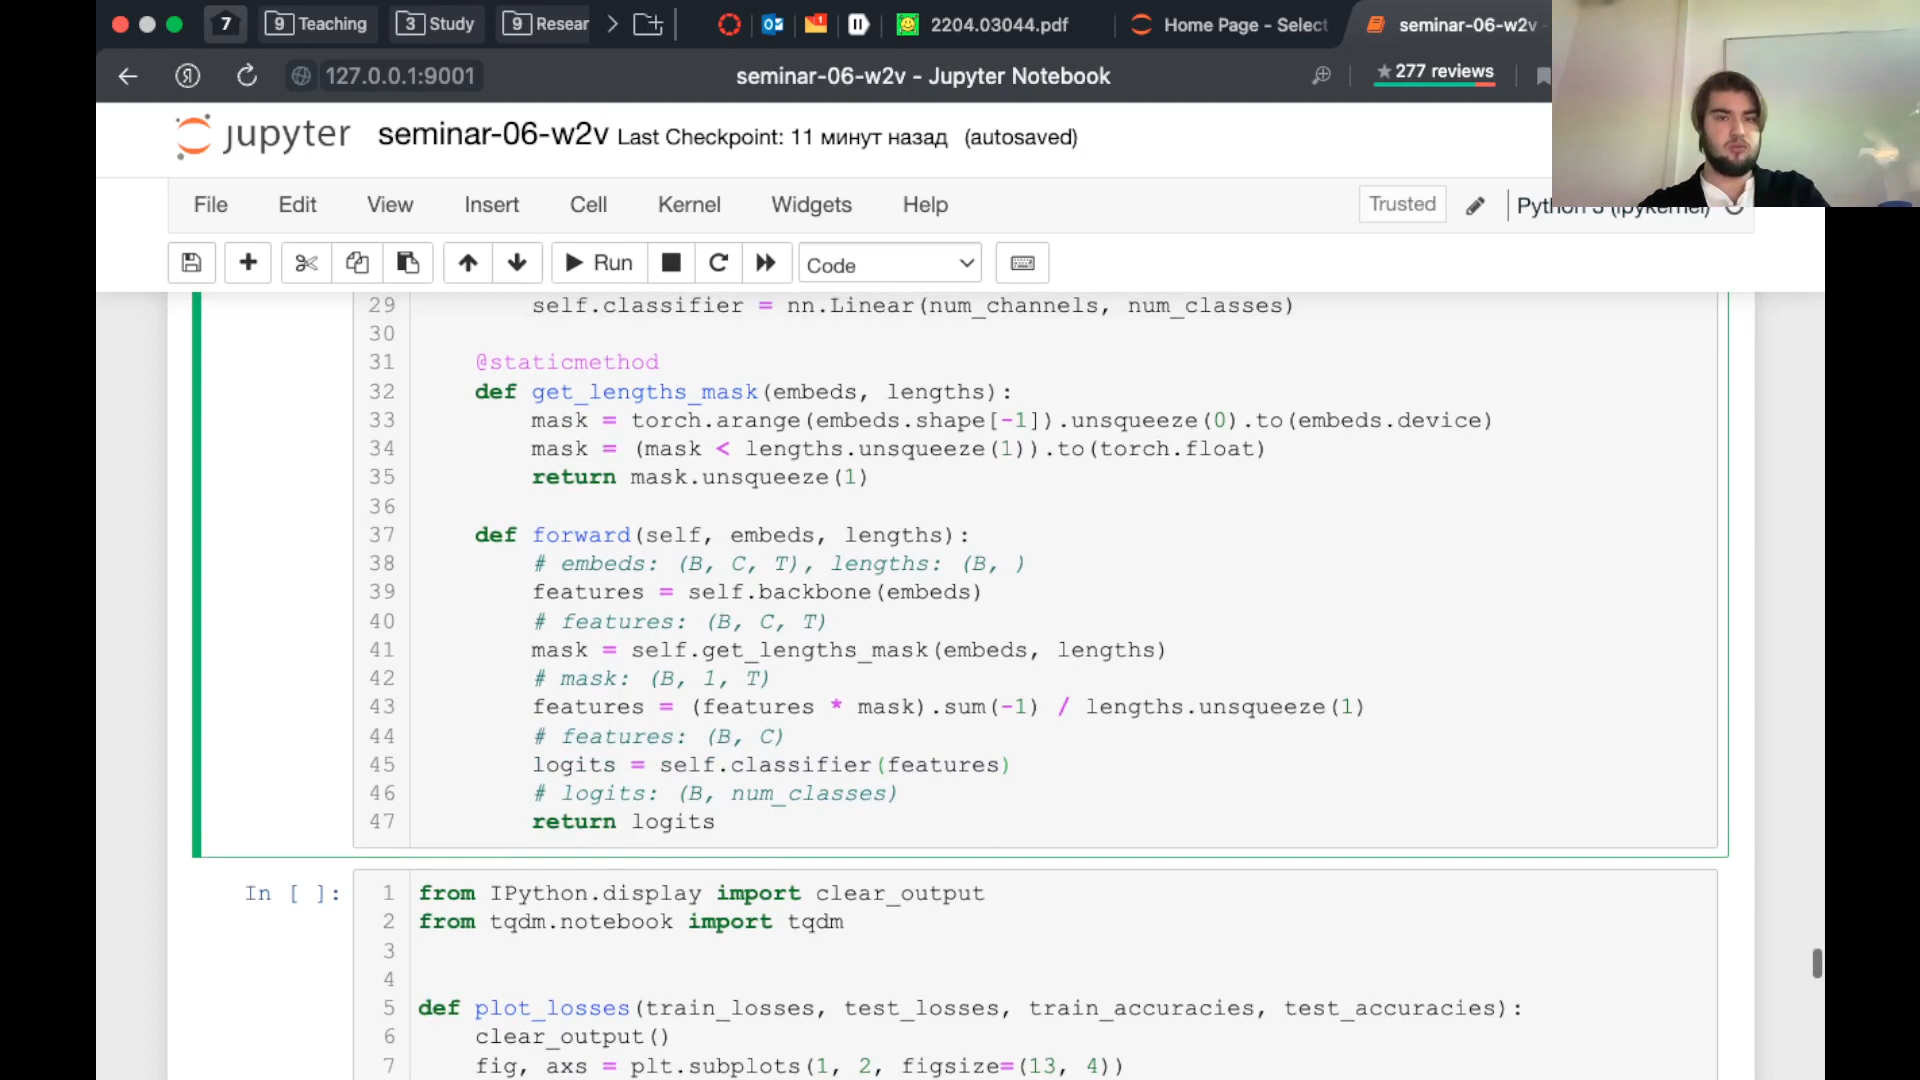 7
9 Teaching
3 Study
9 Resear
1
2204.03044.pdf
Home Page - Select
seminar-06-w2v -
127.0.0.1:9001
seminar-06-w2v - Jupyter Notebook
★277 reviews
jupyter seminar-06-w2v Last Checkpoint: 11 минут назад (autosaved)
File Edit View Insert Cell Kernel Widgets Help
Trusted
Python 3 (ipykernel)
Run
Code
29 self.classifier = nn.Linear(num_channels, num_classes)
30
31 @staticmethod
32 def get_lengths_mask(embeds, lengths):
33 mask = torch.arange(embeds.shape[-1]).unsqueeze(0).to(embeds.device)
34 mask = (mask < lengths.unsqueeze(1)).to(torch.float)
35 return mask.unsqueeze(1)
36
37 def forward(self, embeds, lengths):
38 # embeds: (B, C, T), lengths: (B, )
39 features = self.backbone(embeds)
40 # features: (B, C, T)
41 mask = self.get_lengths_mask(embeds, lengths)
42 # mask: (B, 1, T)
43 features = (features * mask).sum(-1) / lengths.unsqueeze(1)
44 # features: (B, C)
45 logits = self.classifier(features)
46 # logits: (B, num_classes)
47 return logits
In [ ]:
1 from IPython.display import clear_output
2 from tqdm.notebook import tqdm
3
4
5 def plot_losses(train_losses, test_losses, train_accuracies, test_accuracies):
6 clear_output()
7 fig, axs = plt.subplots(1, 2, figsize=(13, 4))